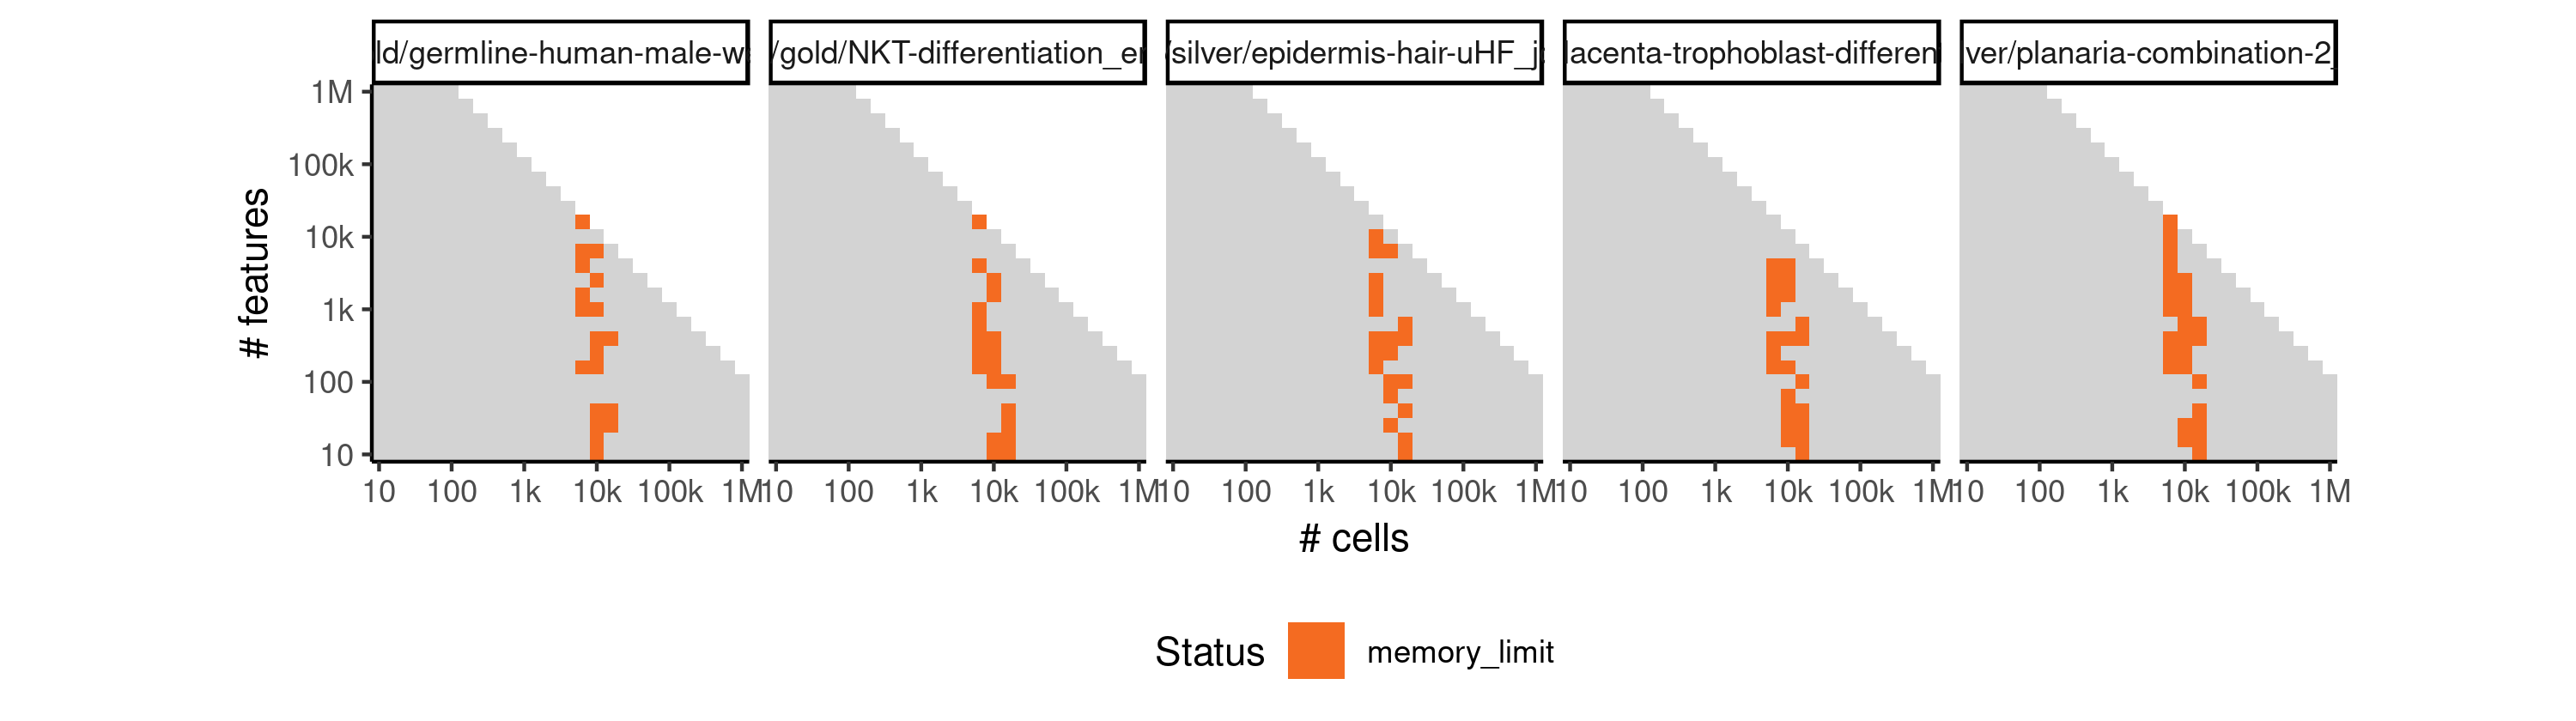 ld/germline-human-male-w
/gold/NKT-differentiation_e
/silver/epidermis-hair-uHF_j
lacenta-trophoblast-differen
ver/planaria-combination-2_
1M
100k
10k
1k
100
10
# features
10 100 1k 10k 100k 1M
10 100 1k 10k 100k 1M
10 100 1k 10k 100k 1M
10 100 1k 10k 100k 1M
10 100 1k 10k 100k 1M
# cells
Status memory_limit